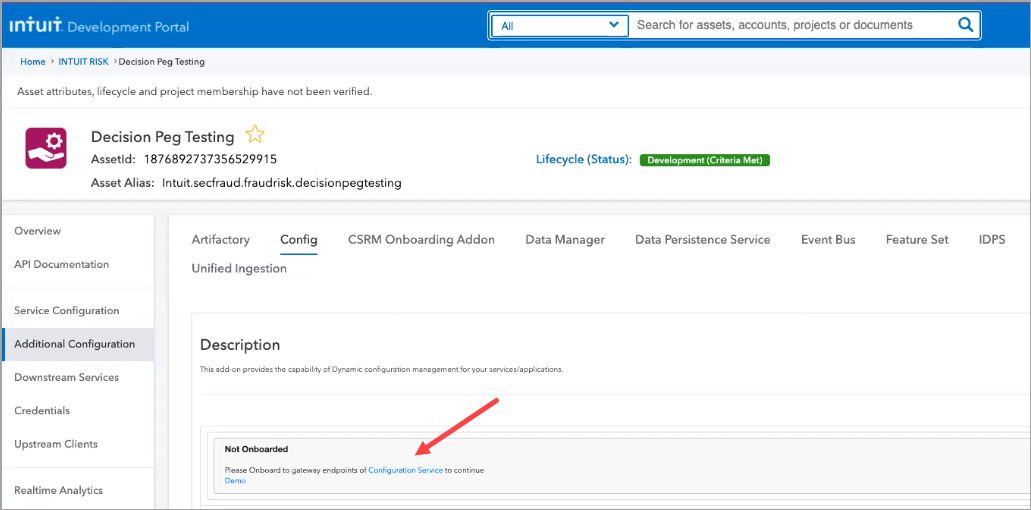 intuit Development Portal
All
Search for assets, accounts, projects or documents
Home > INTUIT RISK > Decision Peg Testing
Asset attributes, lifecycle and project membership have not been verified.
Decision Peg Testing
AssetId: 1876892737356529915
Lifecycle (Status): Development (Criteria Met)
Asset Alias: Intuit.secfraud.fraudrisk.decisionpegtesting
Overview
API Documentation
Service Configuration
Additional Configuration
Downstream Services
Credentials
Upstream Clients
Realtime Analytics
Artifactory Config CSRM Onboarding Addon Data Manager Data Persistence Service Event Bus Feature Set IDPS
Unified Ingestion
Description
This add-on provides the capability of Dynamic configuration management for your services/applications.
Not Onboarded
Please Onboard to gateway endpoints of Configuration Service to continue
Demo